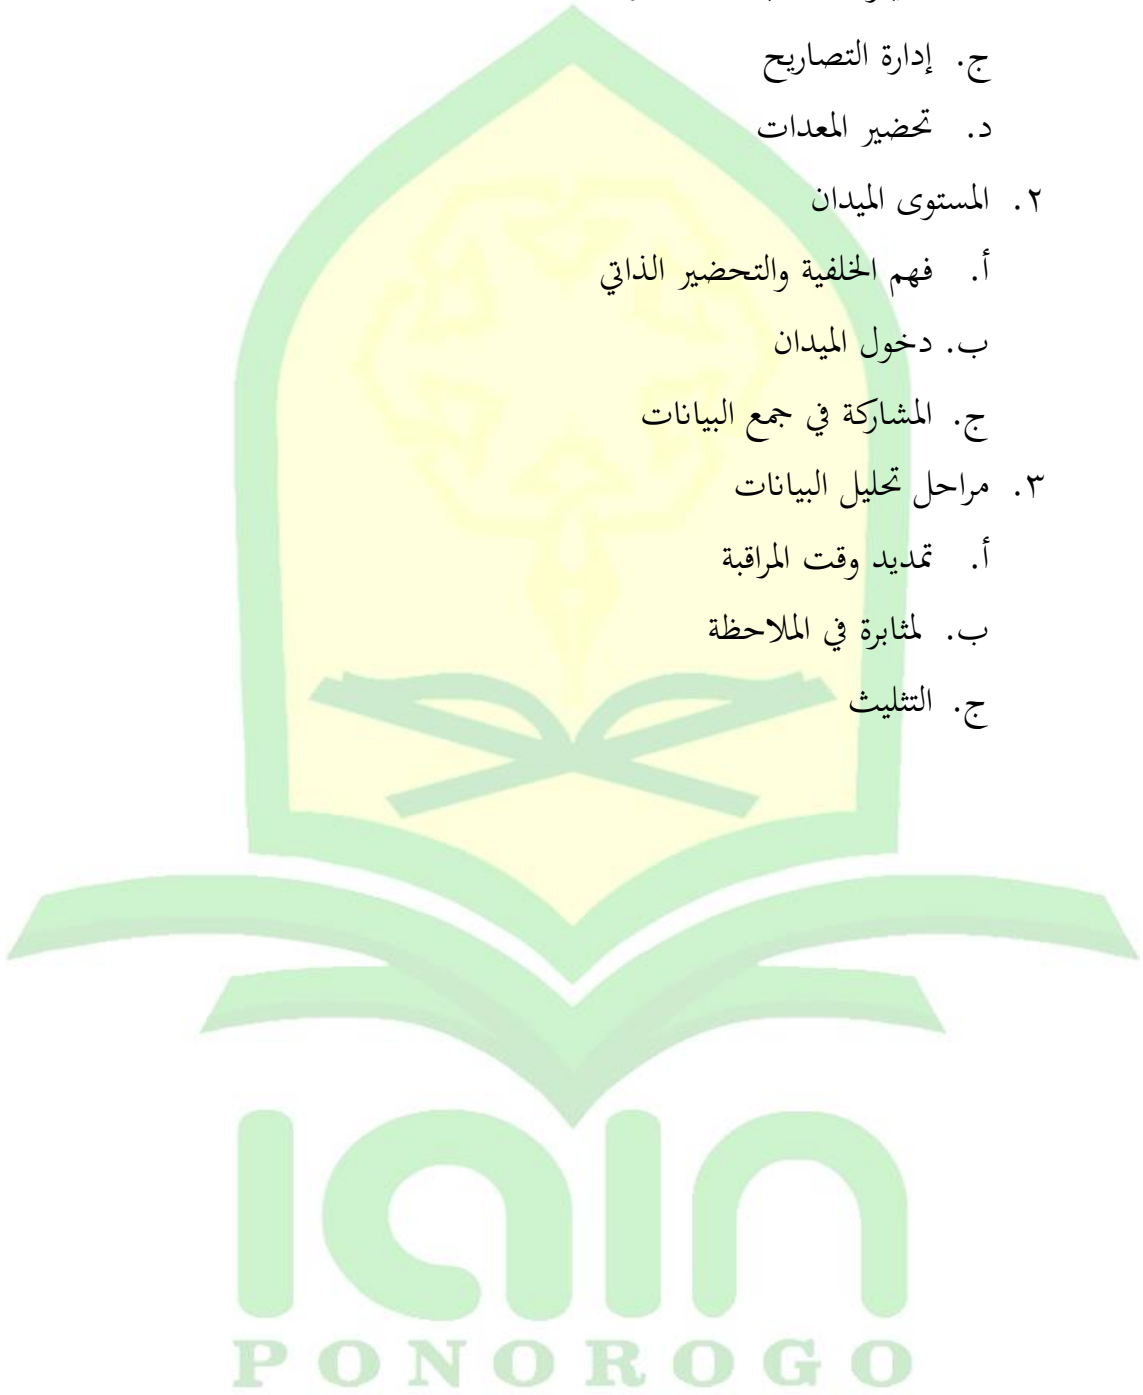 ج. إدارة التصاريح
د. تحضير المعدات
٢. المستوى الميدان
أ. فهم الخلفية والتحضير الذاتي
ب. دخول الميدان
ج. المشاركة في جمع البيانات
٣. مراحل تحليل البيانات
أ. تمديد وقت المراقبة
ب. لمثابرة في الملاحظة
ج. التثليث
iain
PONOROGO